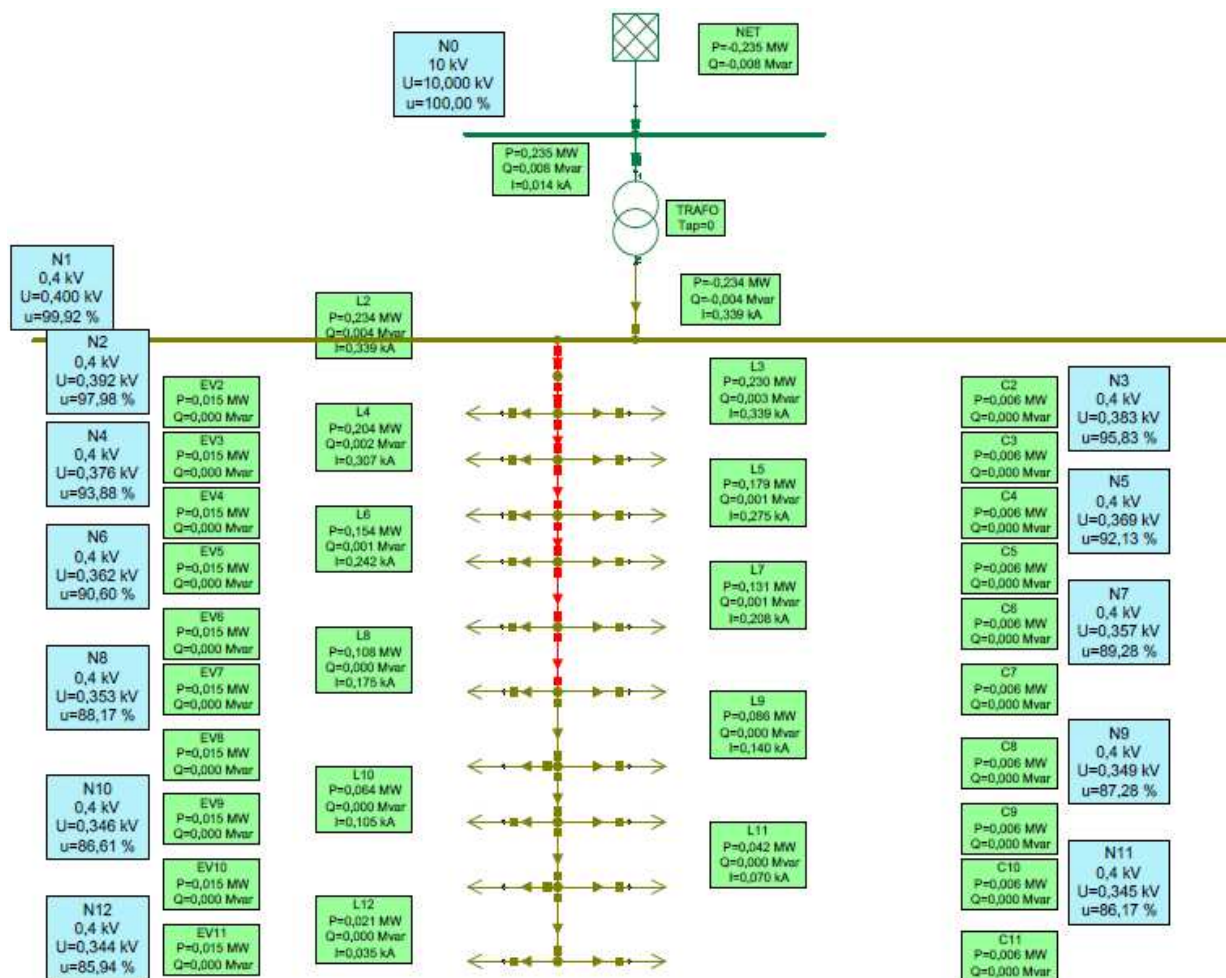 NET
P=-0,235 MW
Q=-0,008 Mvar
N0
10 kV
U=10,000 kV
u=100,00 %
P=0,235 MW
Q=0,008 Mvar
I=0,014 kA
TRAFO
Tap=0
N1
0,4 kV
U=0,400 kV
u=99,92 %
P=-0,234 MW
Q=-0,004 Mvar
I=0,339 kA
L2
P=0,234 MW
Q=0,004 Mvar
I=0,339 kA
N2
0,4 kV
U=0,392 kV
u=97,98 %
EV2
P=0,015 MW
Q=0,000 Mvar
L3
P=0,230 MW
Q=0,003 Mvar
I=0,339 kA
C2
P=0,006 MW
Q=0,000 Mvar
N3
0,4 kV
U=0,383 kV
u=95,83 %
N4
0,4 kV
U=0,376 kV
u=93,88 %
EV3
P=0,015 MW
Q=0,000 Mvar
L4
P=0,204 MW
Q=0,002 Mvar
I=0,307 kA
C3
P=0,006 MW
Q=0,000 Mvar
EV4
P=0,015 MW
Q=0,000 Mvar
L5
P=0,179 MW
Q=0,001 Mvar
I=0,275 kA
C4
P=0,006 MW
Q=0,000 Mvar
N5
0,4 kV
U=0,369 kV
u=92,13 %
N6
0,4 kV
U=0,362 kV
u=90,60 %
EV5
P=0,015 MW
Q=0,000 Mvar
L6
P=0,154 MW
Q=0,001 Mvar
I=0,242 kA
C5
P=0,006 MW
Q=0,000 Mvar
L7
P=0,131 MW
Q=0,001 Mvar
I=0,208 kA
N7
0,4 kV
U=0,357 kV
u=89,28 %
EV6
P=0,015 MW
Q=0,000 Mvar
C6
P=0,006 MW
Q=0,000 Mvar
N8
0,4 kV
U=0,353 kV
u=88,17 %
EV7
P=0,015 MW
Q=0,000 Mvar
L8
P=0,108 MW
Q=0,000 Mvar
I=0,175 kA
C7
P=0,006 MW
Q=0,000 Mvar
L9
P=0,086 MW
Q=0,000 Mvar
I=0,140 kA
EV8
P=0,015 MW
Q=0,000 Mvar
C8
P=0,006 MW
Q=0,000 Mvar
N9
0,4 kV
U=0,349 kV
u=87,28 %
N10
0,4 kV
U=0,346 kV
u=86,61 %
EV9
P=0,015 MW
Q=0,000 Mvar
L10
P=0,064 MW
Q=0,000 Mvar
I=0,105 kA
C9
P=0,006 MW
Q=0,000 Mvar
L11
P=0,042 MW
Q=0,000 Mvar
I=0,070 kA
EV10
P=0,015 MW
Q=0,000 Mvar
C10
P=0,006 MW
Q=0,000 Mvar
N11
0,4 kV
U=0,345 kV
u=86,17 %
N12
0,4 kV
U=0,344 kV
u=85,94 %
EV11
P=0,015 MW
Q=0,000 Mvar
L12
P=0,021 MW
Q=0,000 Mvar
I=0,035 kA
C11
P=0,006 MW
Q=0,000 Mvar